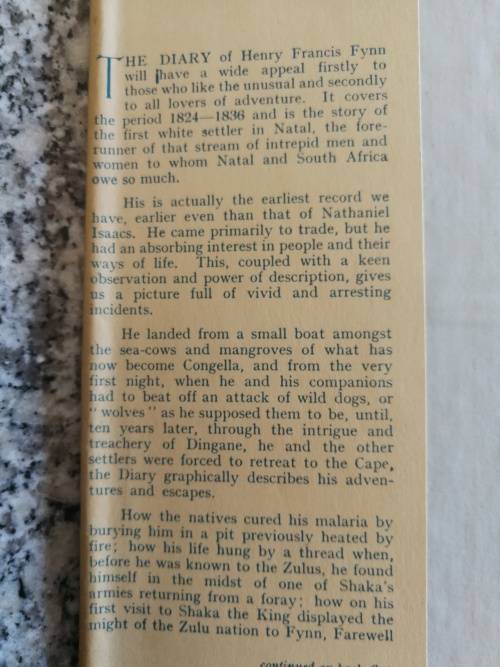 THE DIARY of Henry Francis Fynn
will have a wide appeal firstly to
those who like the unusual and secondly
to all lovers of adventure. It covers
the period 1824—1836 and is the story of
the first white settler in Natal, the fore-
runner of that stream of intrepid men and
women to whom Natal and South Africa
owe so much.
His is actually the earliest record we
have, earlier even than that of Nathaniel
Isaacs. He came primarily to trade, but he
had an absorbing interest in people and their
ways of life. This, coupled with a keen
observation and power of description, gives
us a picture full of vivid and arresting
incidents.
He landed from a small boat amongst
the sea-cows and mangroves of what has
now become Congella, and from the very
first night, when he and his companions
had to beat off an attack of wild dogs, or
“wolves” as he supposed them to be, until,
ten years later, through the intrigue and
treachery of Dingane, he and the other
settlers were forced to retreat to the Cape,
the Diary graphically describes his adven-
tures and escapes.
How the natives cured his malaria by
burying him in a pit previously heated by
fire; how his life hung by a thread when,
before he was known to the Zulus, he found
himself in the midst of one of Shaka's
armies returning from a foray; how on his
first visit to Shaka the King displayed the
might of the Zulu nation to Fynn, Farewell
continued on back